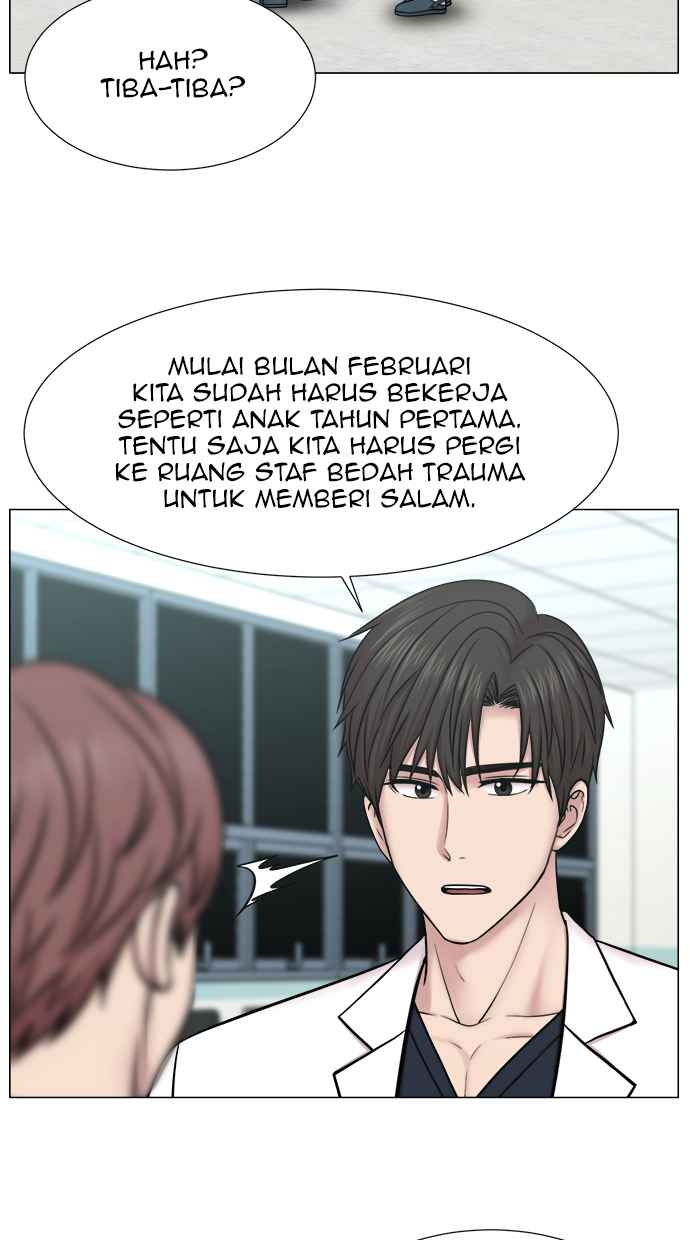 HAH?
TIBA-TIBA?
MULAI BULAN FEBRUARI
KITA SUDAH HARUS BEKERJA
SEPERTI ANAK TAHUN PERTAMA.
TENTU SAJA KITA HARUS PERGI
KE RUANG STAF BEDAH TRAUMA
UNTUK MEMBERI SALAM.